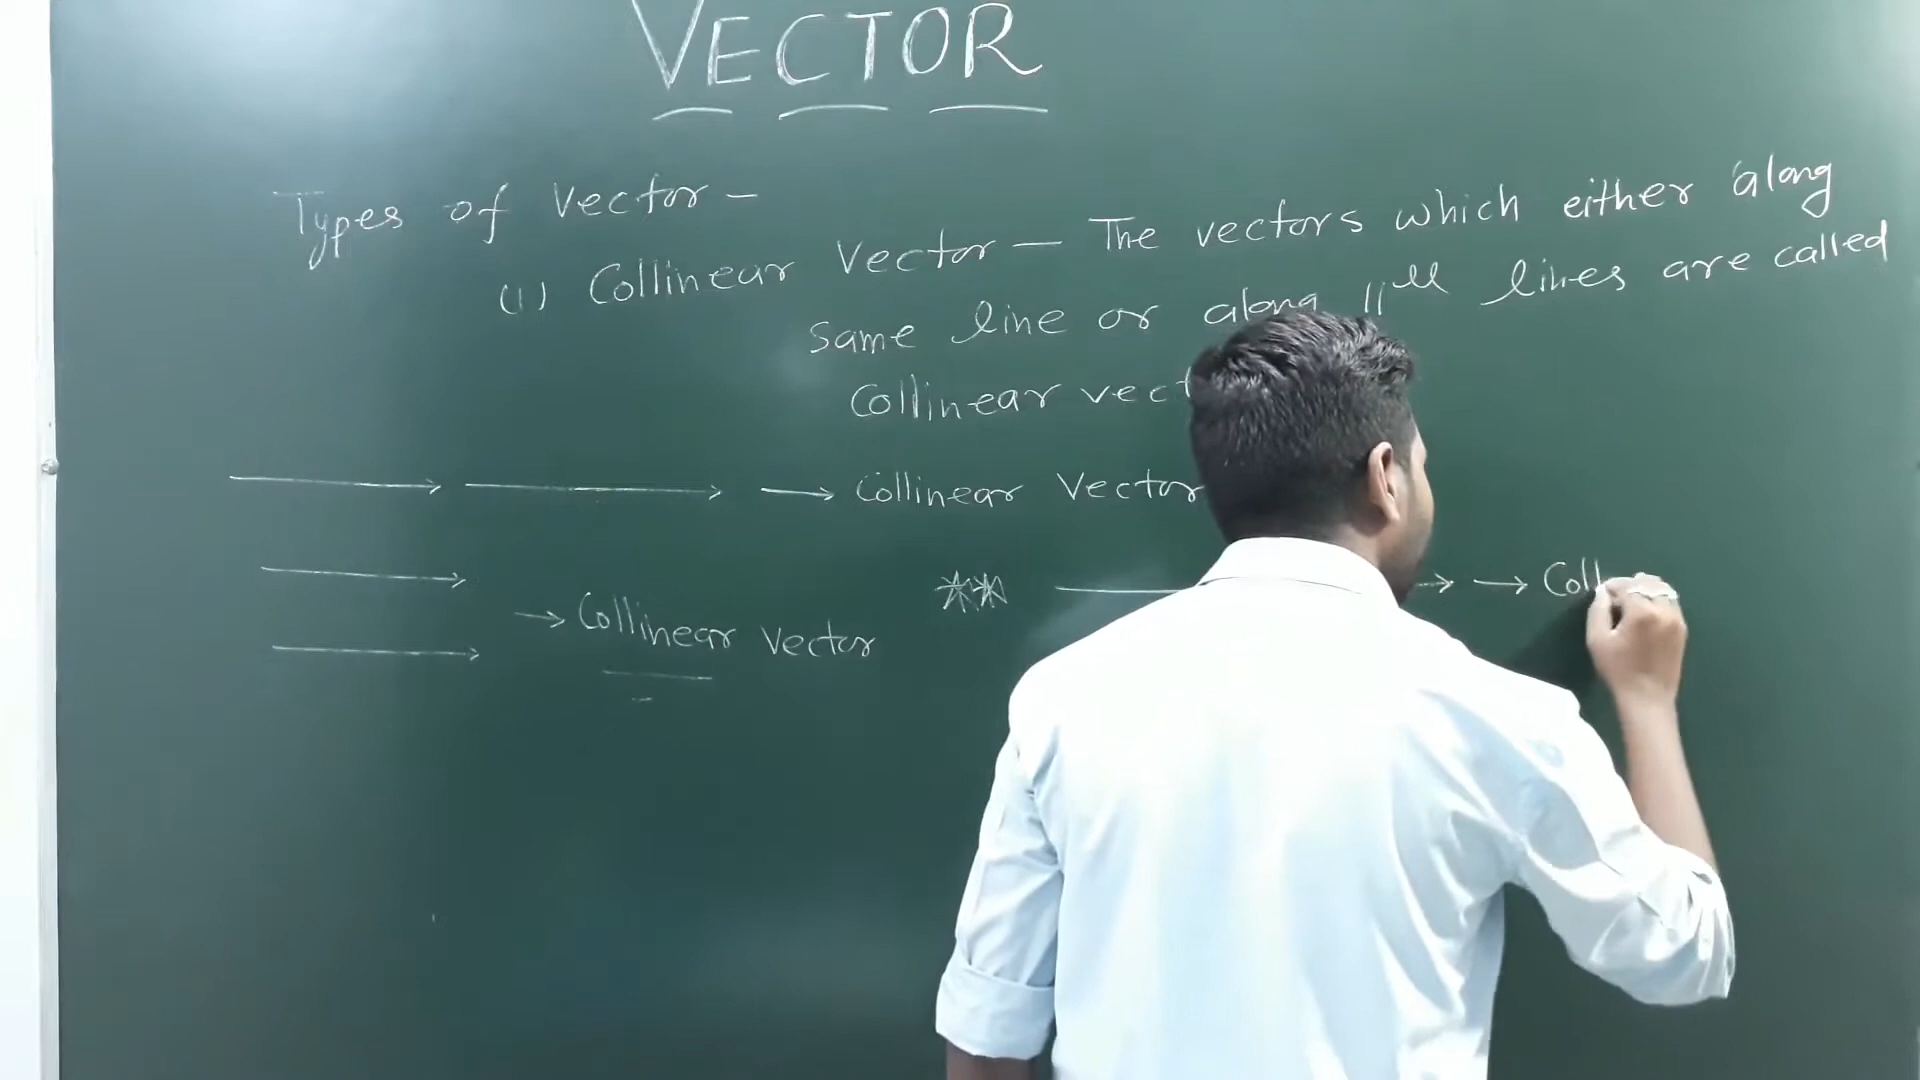 VECTOR
Types of Vector -
(1) Collinear Vector — The vectors which either along
same line or along ||ˡˡ lines are called
Collinear vect
→ Collinear Vector
→ Collinear Vector
** → Coll